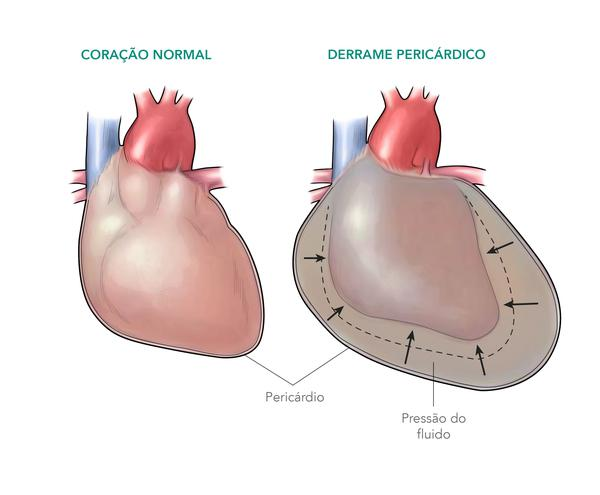 CORAÇÃO NORMAL
DERRAME PERICÁRDICO
Pericárdio
Pressão do
fluido